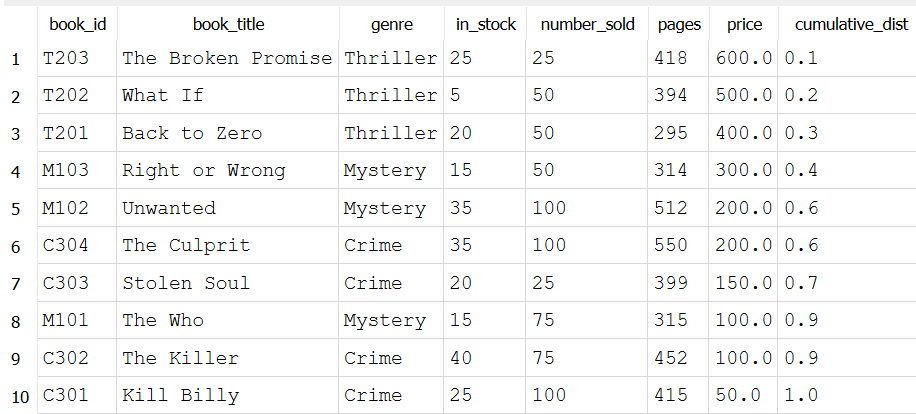 book_id book_title genre in_stock number_sold pages price cumulative_dist
1 T203 The Broken Promise Thriller 25 25 418 600.0 0.1
2 T202 What If Thriller 5 50 394 500.0 0.2
3 T201 Back to Zero Thriller 20 50 295 400.0 0.3
4 M103 Right or Wrong Mystery 15 50 314 300.0 0.4
5 M102 Unwanted Mystery 35 100 512 200.0 0.6
6 C304 The Culprit Crime 35 100 550 200.0 0.6
7 C303 Stolen Soul Crime 20 25 399 150.0 0.7
8 M101 The Who Mystery 15 75 315 100.0 0.9
9 C302 The Killer Crime 40 75 452 100.0 0.9
10 C301 Kill Billy Crime 25 100 415 50.0 1.0